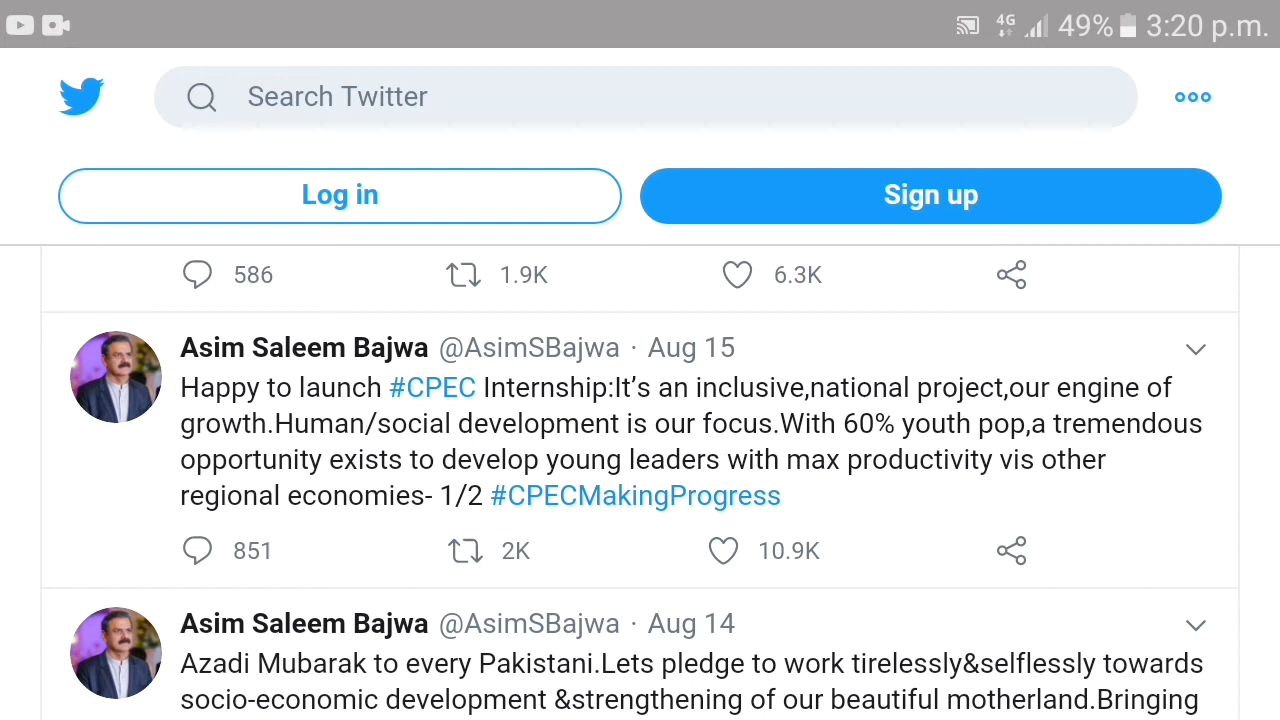 4G 49% 3:20 p.m.
Search Twitter
Log in Sign up
586 1.9K 6.3K
Asim Saleem Bajwa @AsimSBajwa · Aug 15
Happy to launch #CPEC Internship:It’s an inclusive,national project,our engine of
growth.Human/social development is our focus.With 60% youth pop,a tremendous
opportunity exists to develop young leaders with max productivity vis other
regional economies- 1/2 #CPECMakingProgress
851 2K 10.9K
Asim Saleem Bajwa @AsimSBajwa · Aug 14
Azadi Mubarak to every Pakistani.Lets pledge to work tirelessly&selflessly towards
socio-economic development &strengthening of our beautiful motherland.Bringing